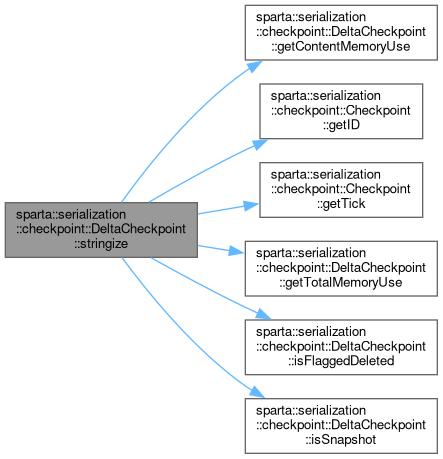 sparta::serialization
::checkpoint::DeltaCheckpoint
::getContentMemoryUse
sparta::serialization
::checkpoint::Checkpoint
::getID
sparta::serialization
::checkpoint::Checkpoint
::getTick
sparta::serialization
::checkpoint::DeltaCheckpoint
::stringize
sparta::serialization
::checkpoint::DeltaCheckpoint
::getTotalMemoryUse
sparta::serialization
::checkpoint::DeltaCheckpoint
::isFlaggedDeleted
sparta::serialization
::checkpoint::DeltaCheckpoint
::isSnapshot